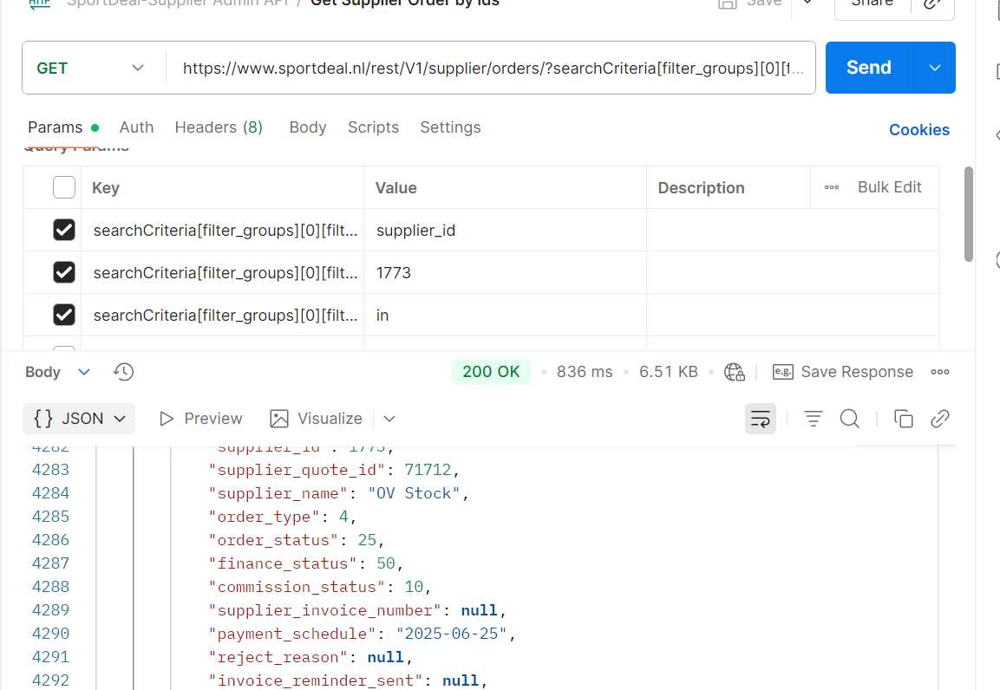 HTTP SportDeal-Supplier Admin API / Get Supplier Order by ids Save Share
GET https://www.sportdeal.nl/rest/V1/supplier/orders/?searchCriteria[filter_groups][0][f... Send
Params Auth Headers (8) Body Scripts Settings Cookies
Query Params
Key Value Description Bulk Edit
searchCriteria[filter_groups][0][filt... supplier_id
searchCriteria[filter_groups][0][filt... 1773
searchCriteria[filter_groups][0][filt... in
Body 200 OK 836 ms 6.51 KB e.g. Save Response
{} JSON Preview Visualize
4282 "supplier_id": 1773,
4283 "supplier_quote_id": 71712,
4284 "supplier_name": "OV Stock",
4285 "order_type": 4,
4286 "order_status": 25,
4287 "finance_status": 50,
4288 "commission_status": 10,
4289 "supplier_invoice_number": null,
4290 "payment_schedule": "2025-06-25",
4291 "reject_reason": null,
4292 "invoice_reminder_sent": null,